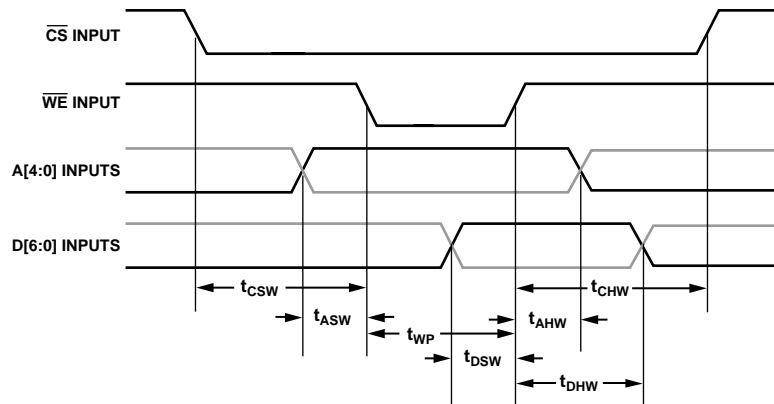 CS INPUT
WE INPUT
A[4:0] INPUTS
D[6:0] INPUTS
tCSW
tCHW
tASW
tAHW
tWP
tDSW
tDHW